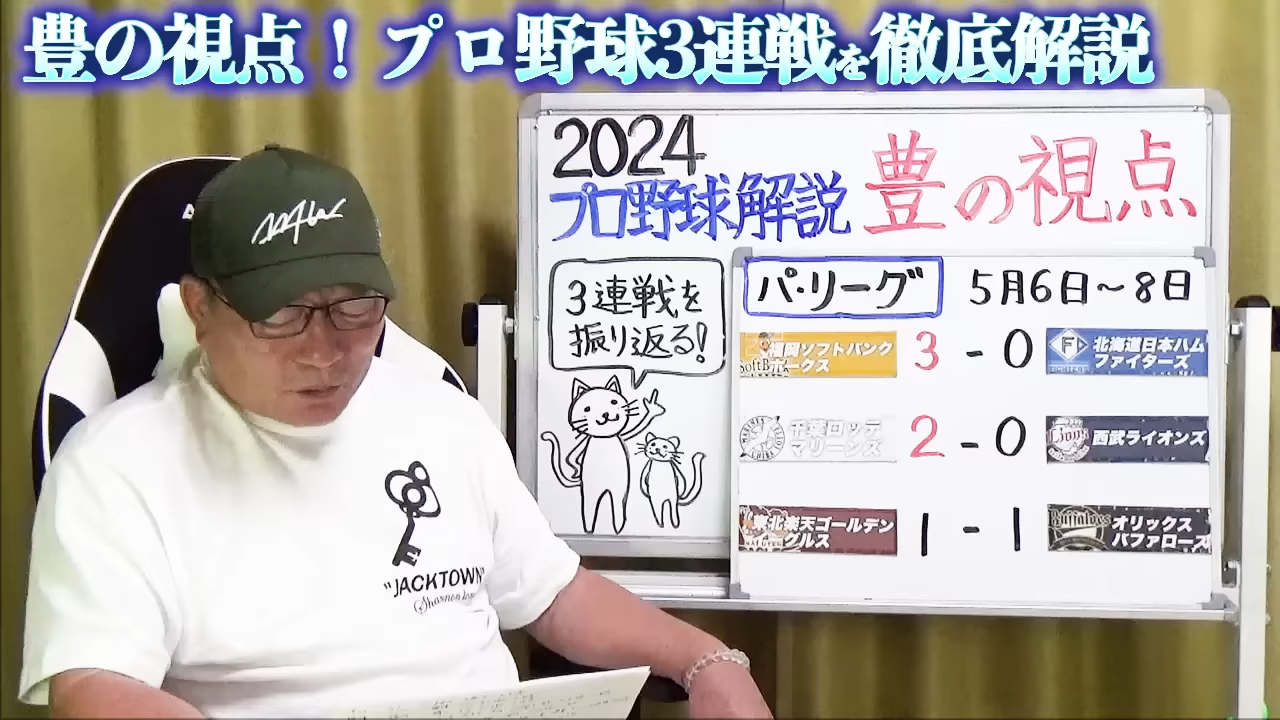 豊の視点！プロ野球3連戦を徹底解説
2024
プロ野球解説 豊の視点
3連戦を
振り返る!
パ・リーグ 5月6日～8日
福岡ソフトバンク
ークス
SoftBank
3 - 0
北海道日本ハム
ファイターズ
千葉ロッテ
マリーンズ
2 - 0
Lions
西武ライオンズ
東北楽天ゴールデン
グルス
1 - 1
Buffaloes
オリックス
バファローズ
"JACKTOWN"